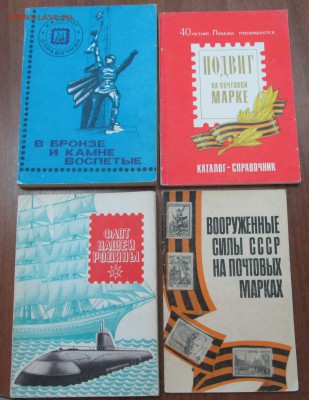 В БРОНЗЕ
И КАМНЕ
ВОСПЕТЫЕ
40-летию Победы посвящается
ПОДВИГ
НА ПОЧТОВОЙ
МАРКЕ
КАТАЛОГ-СПРАВОЧНИК
ФЛОТ
НАШЕЙ
РОДИНЫ
ВООРУЖЕННЫЕ
СИЛЫ СССР
НА ПОЧТОВЫХ
МАРКАХ